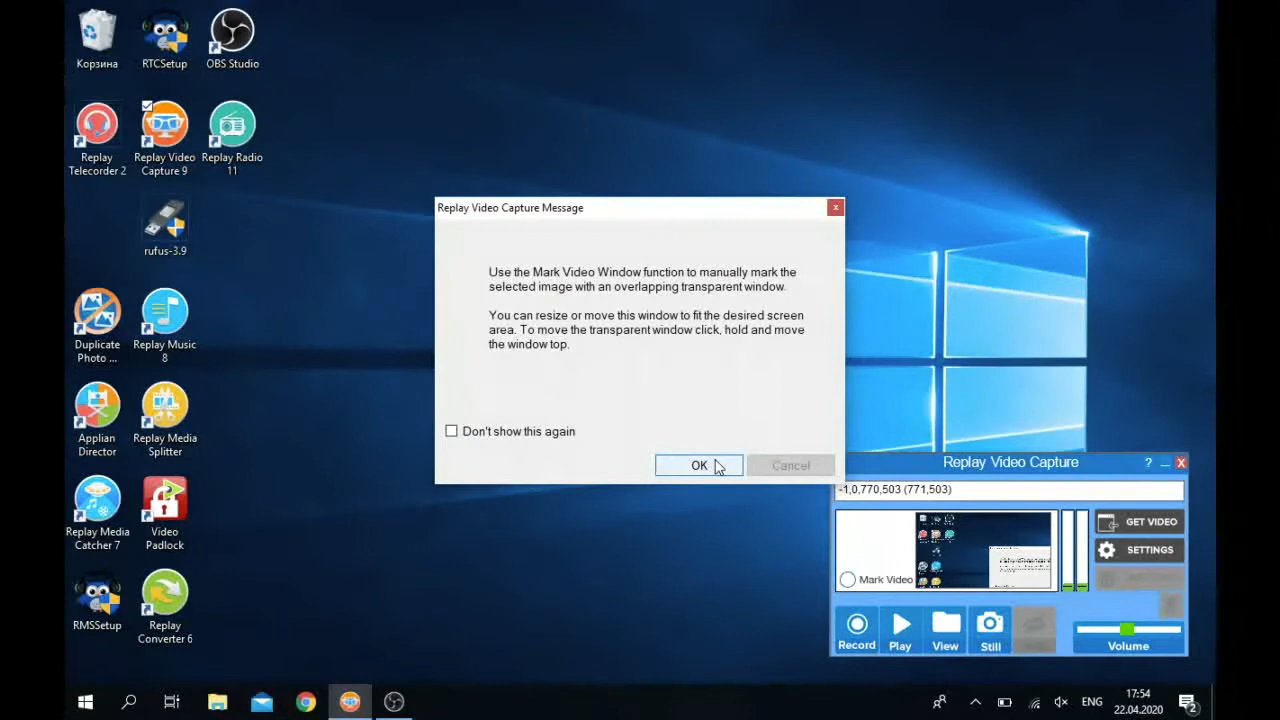 Корзина
RTCSetup
OBS Studio
Replay
Telecorder 2
Replay Video
Capture 9
Replay Radio
11
rufus-3.9
Duplicate
Photo ...
Replay Music
8
Applian
Director
Replay Media
Splitter
Replay Media
Catcher 7
Video
Padlock
RMSSetup
Replay
Converter 6
Replay Video Capture Message
Use the Mark Video Window function to manually mark the
selected image with an overlapping transparent window.
You can resize or move this window to fit the desired screen
area. To move the transparent window click, hold and move
the window top.
Don't show this again
OK
Cancel
Replay Video Capture
-1,0,770,503 (771,503)
Mark Video
GET VIDEO
SETTINGS
Record
Play
View
Still
Volume
ENG
17:54
22.04.2020
2